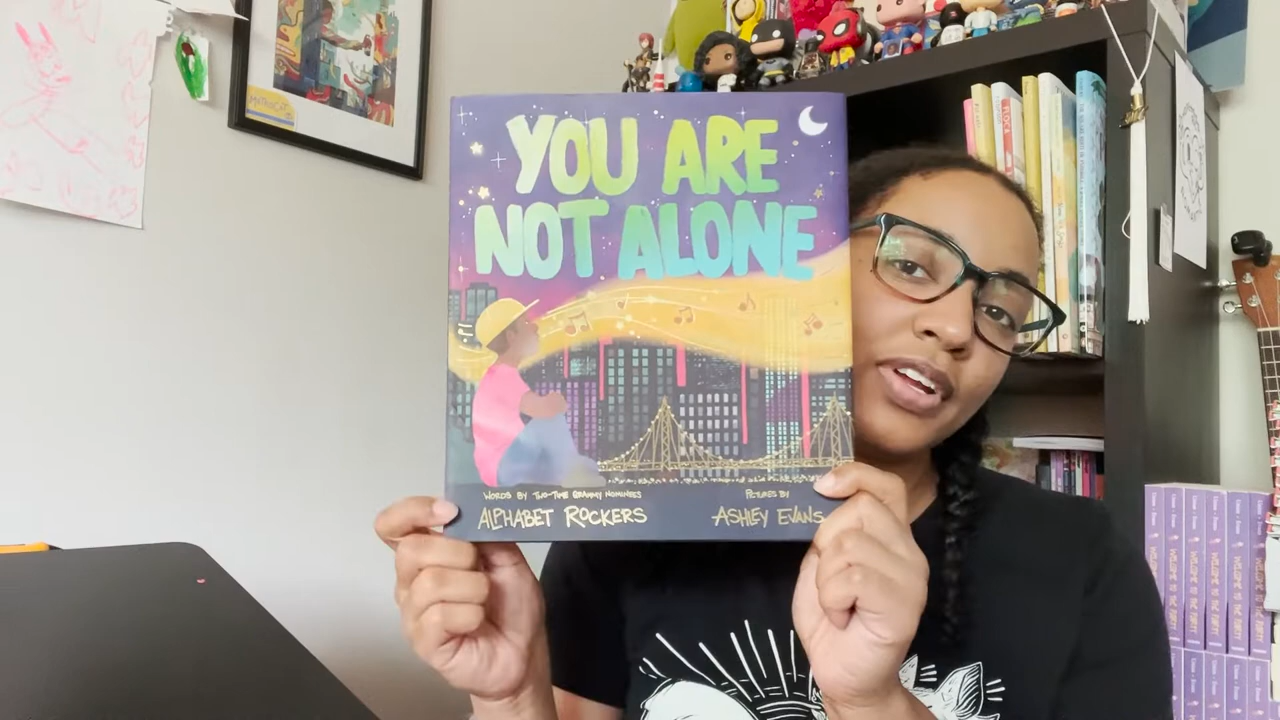 YOU ARE
NOT ALONE
WORDS BY TWO-TIME GRAMMY NOMINEES
ALPHABET ROCKERS
PICTURES BY
ASHLEY EVANS